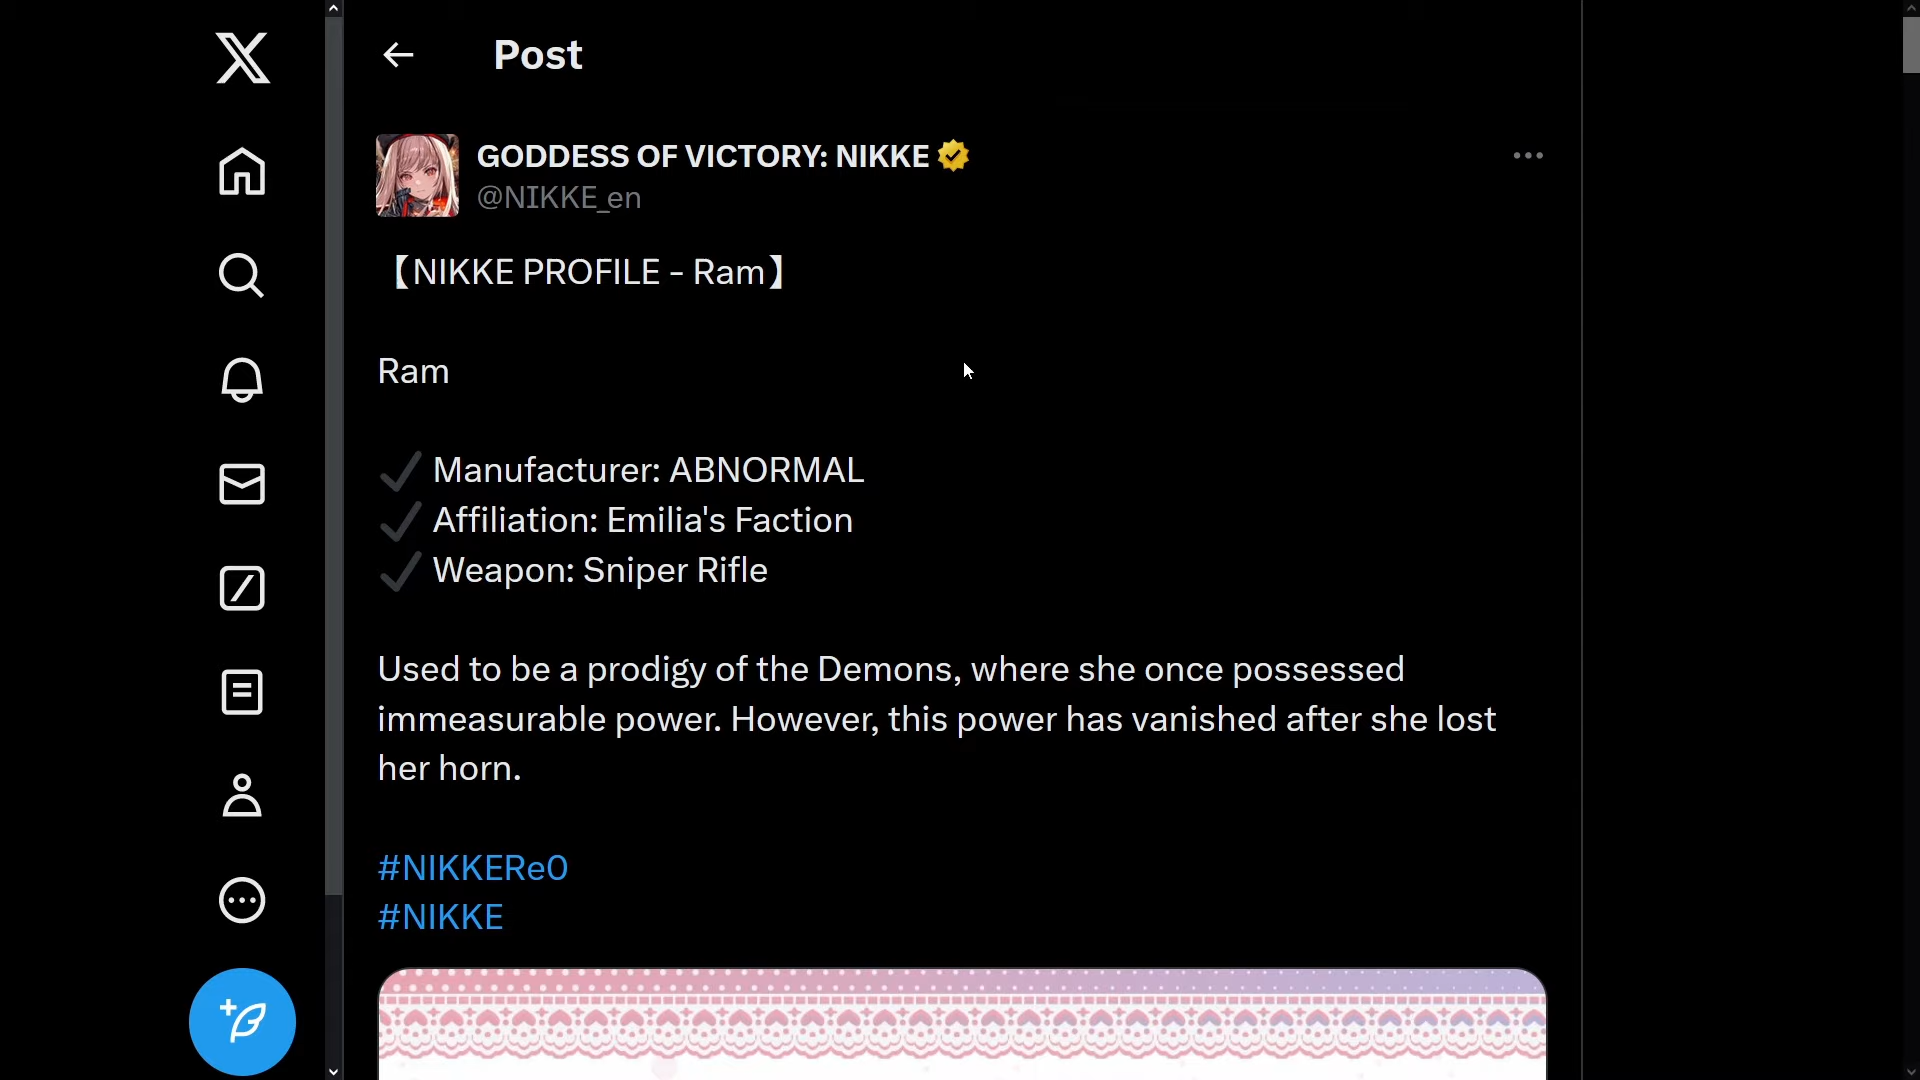 Post
GODDESS OF VICTORY: NIKKE
@NIKKE_en
【NIKKE PROFILE - Ram】
Ram
Manufacturer: ABNORMAL
Affiliation: Emilia's Faction
Weapon: Sniper Rifle
Used to be a prodigy of the Demons, where she once possessed
immeasurable power. However, this power has vanished after she lost
her horn.
#NIKKERe0
#NIKKE